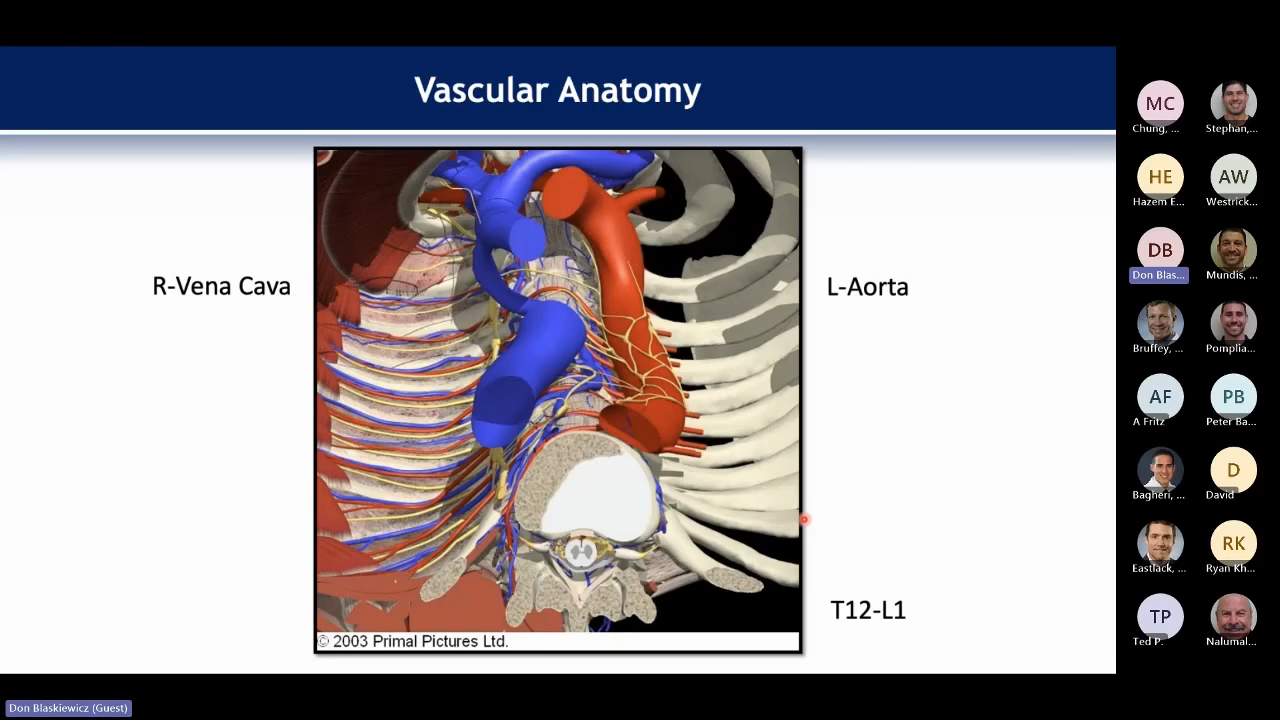 Vascular Anatomy
R-Vena Cava
L-Aorta
T12-L1
© 2003 Primal Pictures Ltd.
MC
Chung, ...
Stephan,...
HE
Hazem E...
AW
Westrick...
DB
Don Blas...
Mundis, ...
Bruffey, ...
Pomplia...
AF
A Fritz
PB
Peter Ba...
Bagheri, ...
D
David
Eastlack, ...
RK
Ryan Kh...
TP
Ted P.
Nalumal...
Don Blaskiewicz (Guest)